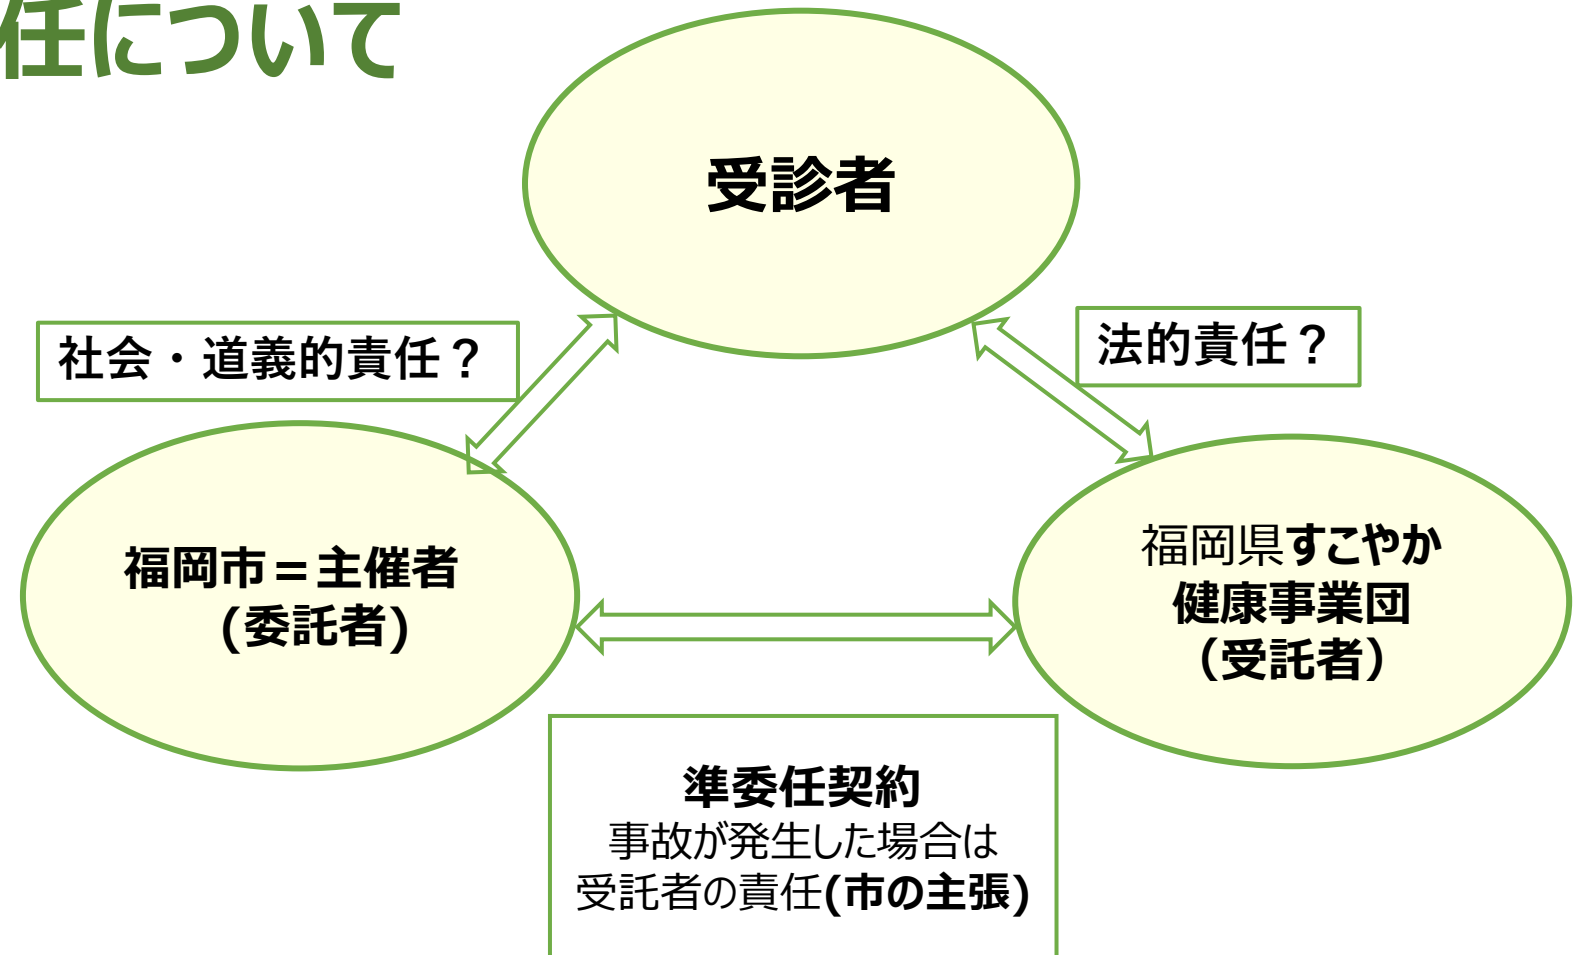 任について
受診者
社会・道義的責任？
法的責任？
福岡市＝主催者
(委託者)
福岡県すこやか
健康事業団
（受託者）
準委任契約
事故が発生した場合は
受託者の責任(市の主張)